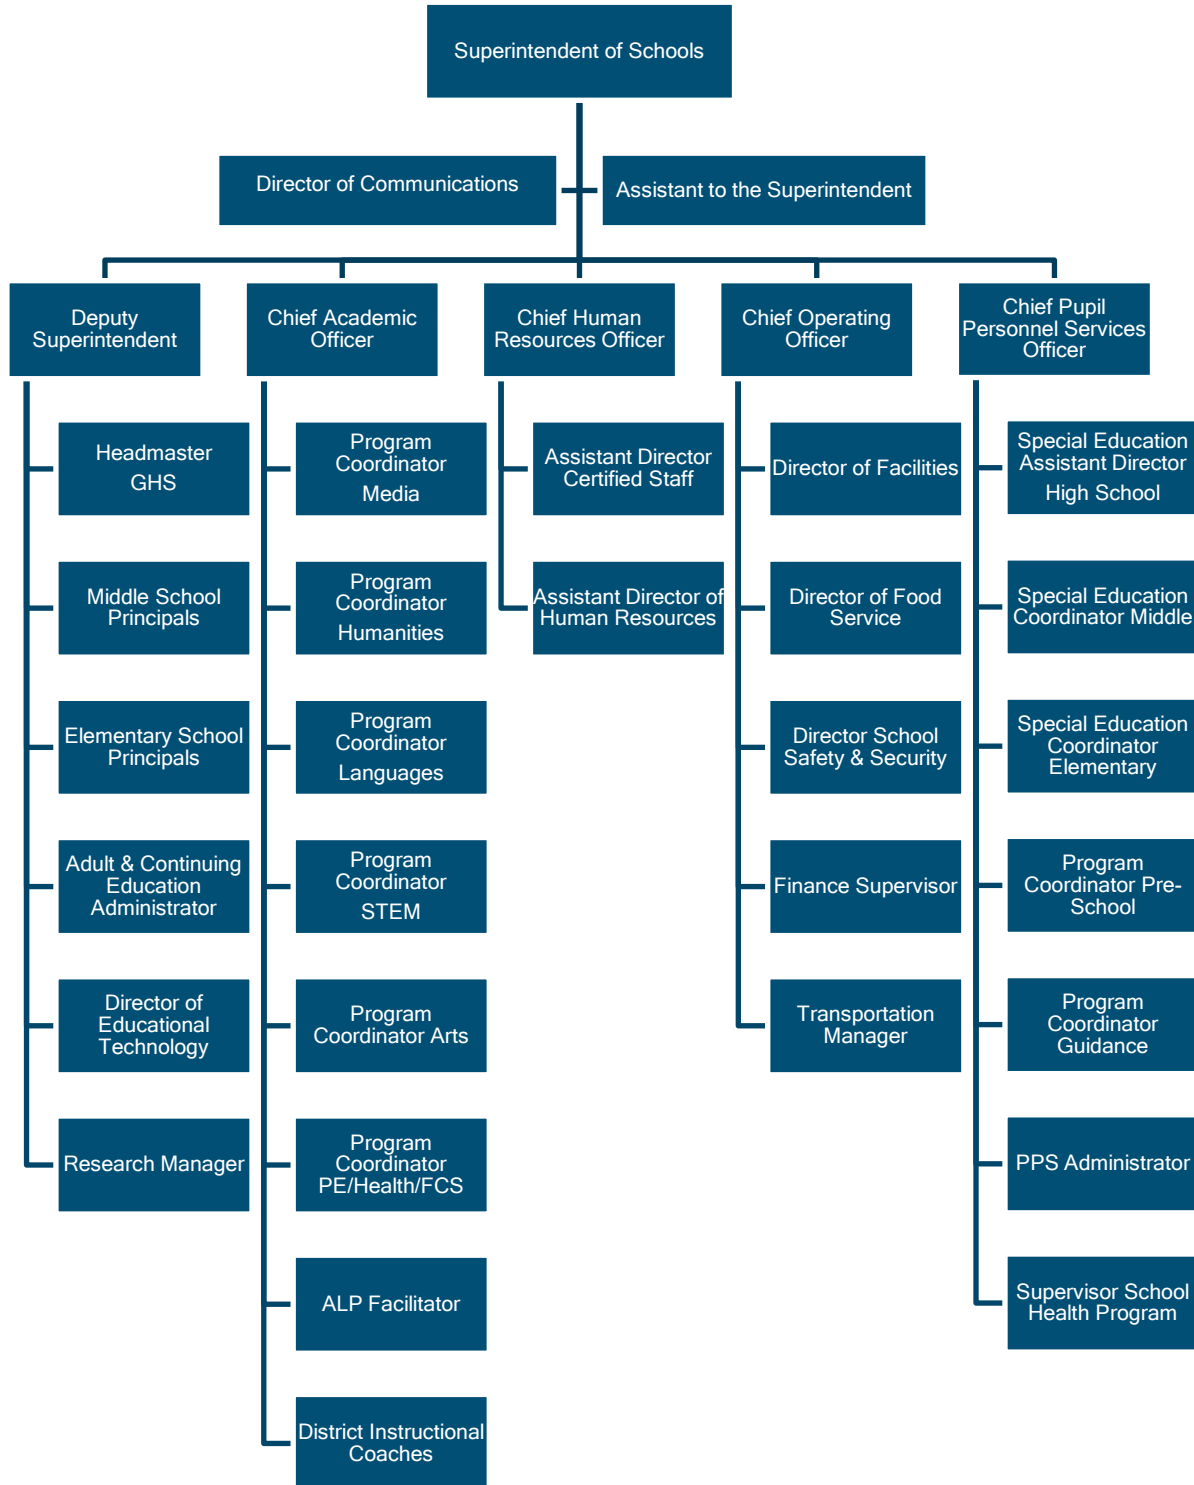 Superintendent of Schools
Director of Communications
Assistant to the Superintendent
Deputy
Superintendent
Chief Academic
Officer
Chief Human
Resources Officer
Chief Operating
Officer
Chief Pupil
Personnel Services
Officer
Headmaster
GHS
Middle School
Principals
Elementary School
Principals
Adult & Continuing
Education
Administrator
Director of
Educational
Technology
Research Manager
Program
Coordinator
Media
Program
Coordinator
Humanities
Program
Coordinator
Languages
Program
Coordinator
STEM
Program
Coordinator Arts
Program
Coordinator
PE/Health/FCS
ALP Facilitator
District Instructional
Coaches
Assistant Director
Certified Staff
Assistant Director of
Human Resources
Director of Facilities
Director of Food
Service
Director School
Safety & Security
Finance Supervisor
Transportation
Manager
Special Education
Assistant Director
High School
Special Education
Coordinator Middle
Special Education
Coordinator
Elementary
Program
Coordinator Pre-
School
Program
Coordinator
Guidance
PPS Administrator
Supervisor School
Health Program